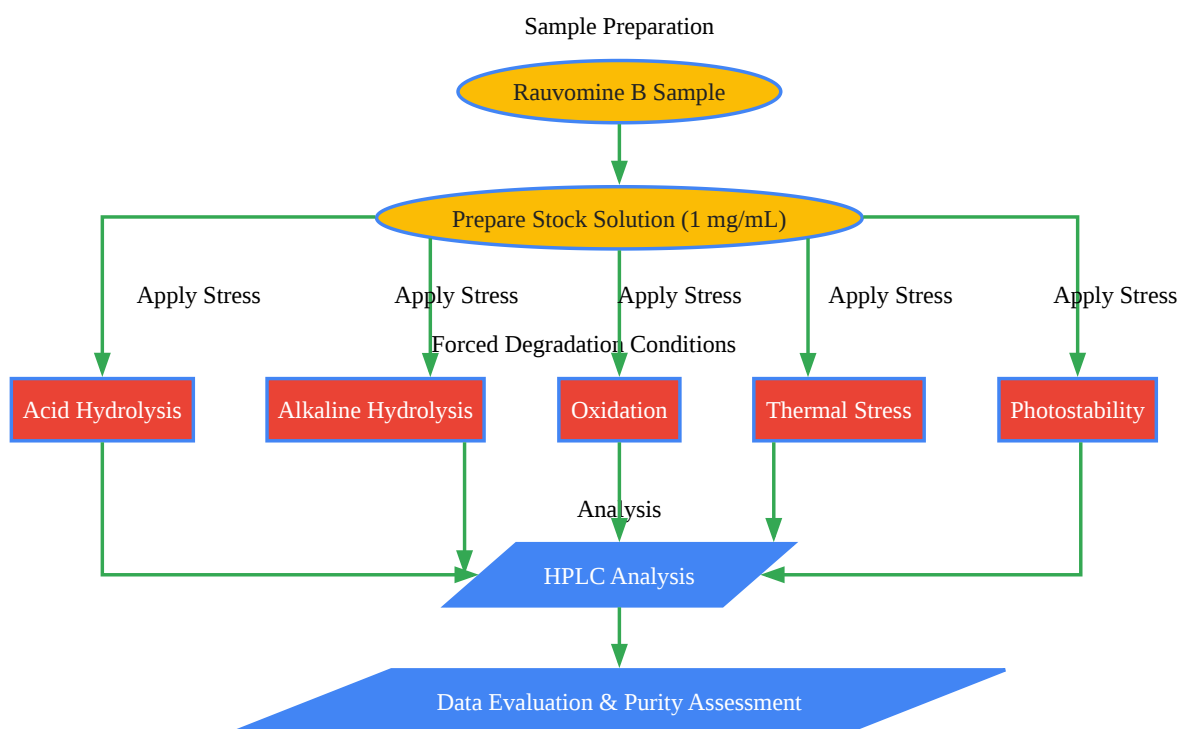 Sample Preparation
Rauvomine B Sample
Prepare Stock Solution (1 mg/mL)
Apply Stress
Apply Stress
Apply Stress
Apply Stress
Apply Stress
Forced Degradation Conditions
Acid Hydrolysis
Alkaline Hydrolysis
Oxidation
Thermal Stress
Photostability
Analysis
HPLC Analysis
Data Evaluation & Purity Assessment